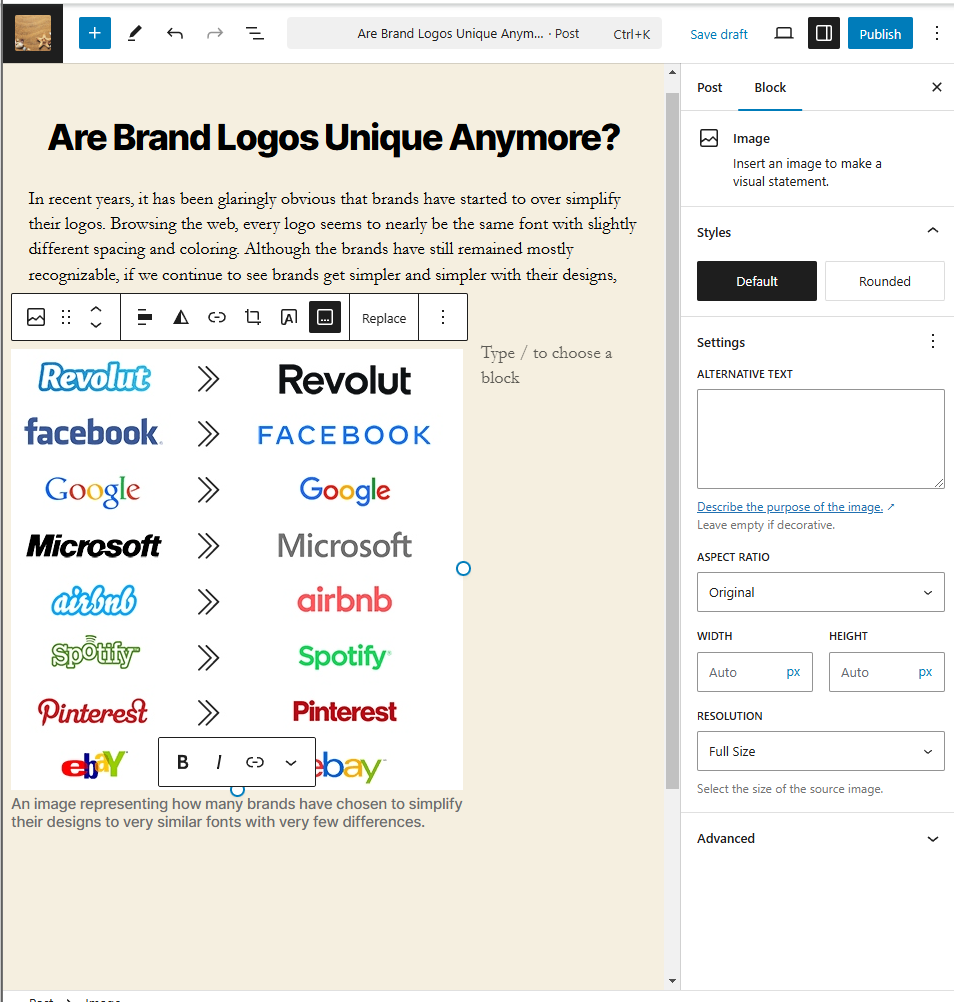 Are Brand Logos Unique Anym... · Post Ctrl+K
Save draft
Publish
Are Brand Logos Unique Anymore?
In recent years, it has been glaringly obvious that brands have started to over simplify
their logos. Browsing the web, every logo seems to nearly be the same font with slightly
different spacing and coloring. Although the brands have still remained mostly
recognizable, if we continue to see brands get simpler and simpler with their designs,
A
Replace
Type / to choose a
block
Revolut Revolut
facebook. FACEBOOK
Google Google
Microsoft Microsoft
airbnb airbnb
Spotify Spotify
Pinterest Pinterest
ebay ebay
B I
An image representing how many brands have chosen to simplify
their designs to very similar fonts with very few differences.
Post Block
Image
Insert an image to make a
visual statement.
Styles
Default Rounded
Settings
ALTERNATIVE TEXT
Describe the purpose of the image. ↗
Leave empty if decorative.
ASPECT RATIO
Original
WIDTH HEIGHT
Auto px Auto px
RESOLUTION
Full Size
Select the size of the source image.
Advanced